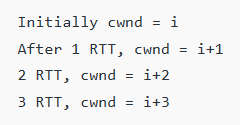 Initially cwnd = i
After 1 RTT, cwnd = i+1
2 RTT, cwnd = i+2
3 RTT, cwnd = i+3